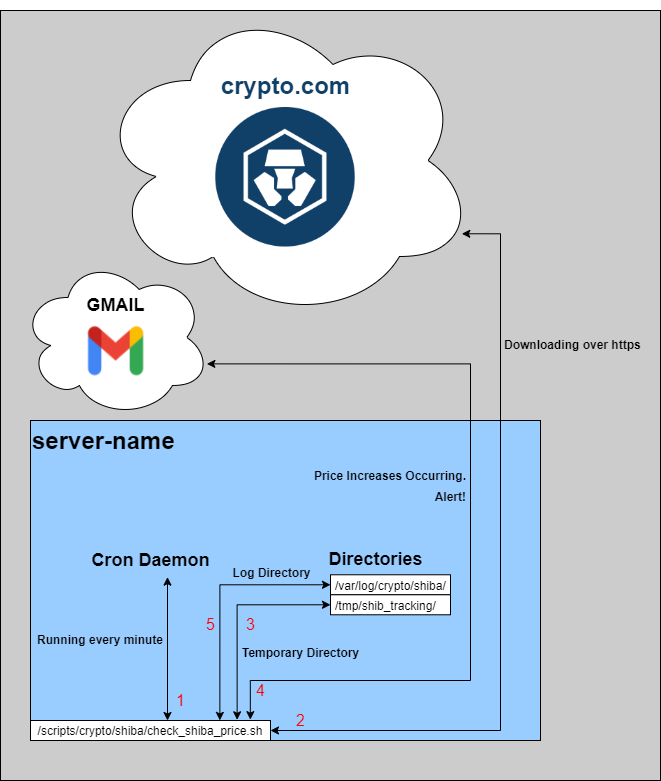 crypto.com
GMAIL
Downloading over https
server-name
Price Increases Occurring.
Alert!
Cron Daemon
Directories
Log Directory
/var/log/crypto/shiba/
/tmp/shib_tracking/
5
3
Running every minute
Temporary Directory
4
1
2
/scripts/crypto/shiba/check_shiba_price.sh